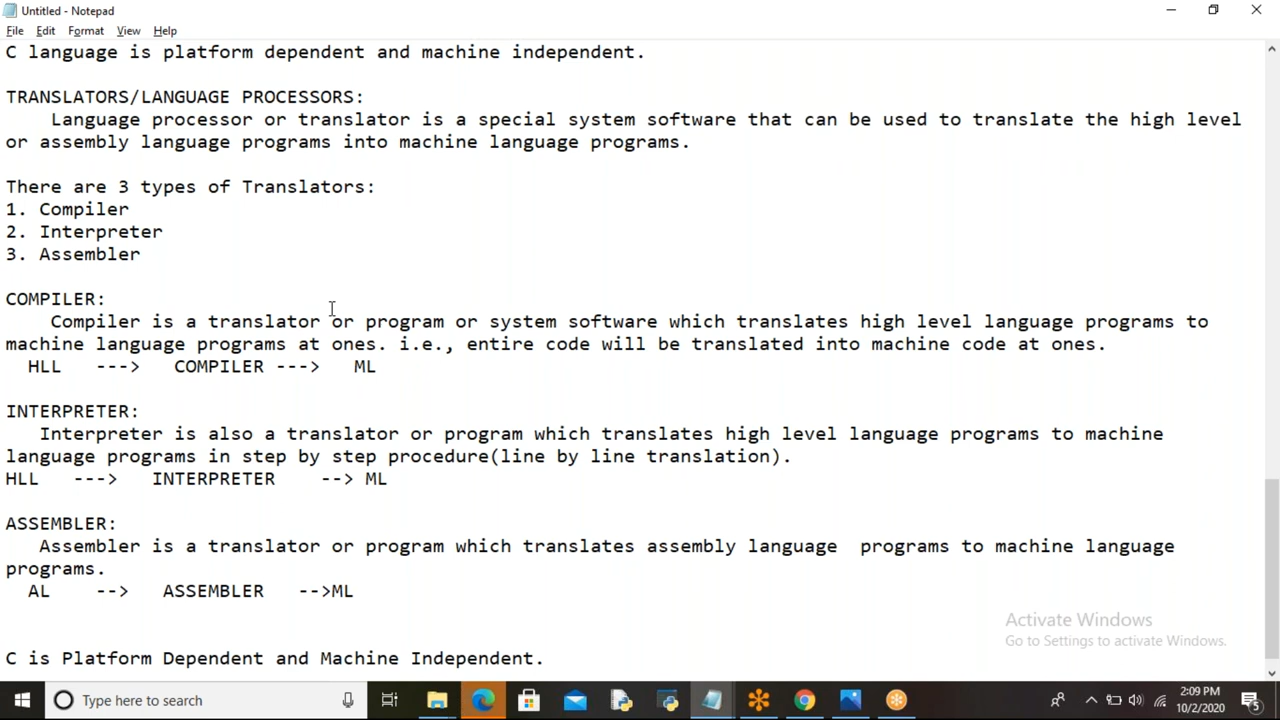 Untitled - Notepad
File Edit Format View Help
C language is platform dependent and machine independent.
TRANSLATORS/LANGUAGE PROCESSORS:
Language processor or translator is a special system software that can be used to translate the high level
or assembly language programs into machine language programs.
There are 3 types of Translators:
1. Compiler
2. Interpreter
3. Assembler
COMPILER:
Compiler is a translator or program or system software which translates high level language programs to
machine language programs at ones. i.e., entire code will be translated into machine code at ones.
HLL ---> COMPILER ---> ML
INTERPRETER:
Interpreter is also a translator or program which translates high level language programs to machine
language programs in step by step procedure(line by line translation).
HLL ---> INTERPRETER --> ML
ASSEMBLER:
Assembler is a translator or program which translates assembly language programs to machine language
programs.
AL --> ASSEMBLER -->ML
Activate Windows
Go to Settings to activate Windows.
C is Platform Dependent and Machine Independent.
Type here to search
2:09 PM
10/2/2020
5